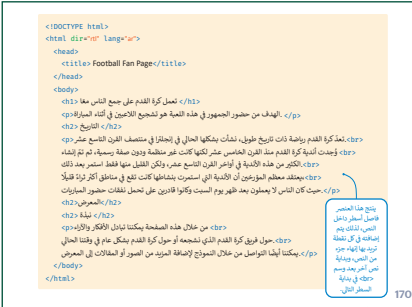 <!DOCTYPE html>
<html dir="rtl" lang="ar">
<head>
<title> Football Fan Page</title>
</head>
<body>
<h1> تعمل كرة القدم على جمع الناس معًا </h1>
<p>الهدف من حضور الجمهور في هذه اللعبة هو تشجيع اللاعبين في أثناء المباراة. </p>
<h2> التاريخ </h2>
<p>تعدّ كرة القدم رياضة ذات تاريخ طويل، نشأت بشكلها الحالي في إنجلترا في منتصف القرن التاسع عشر.<br>
وُجدت أندية كرة القدم منذ القرن الخامس عشر لكنها كانت غير منظمة ودون صفة رسمية، ثم تمّ إنشاء <br>
الكثير من هذه الأندية في أواخر القرن التاسع عشر، ولكن القليل منها فقط استمر بعد ذلك.<br>
يعتقد معظم المؤرخين أن الأندية التي استمرت بنشاطها كانت تقع في مناطق أكثر ثراءً قليلًا،<br>
حيث كان الناس لا يعملون بعد ظهر يوم السبت وكانوا قادرين على تحمل نفقات حضور المباريات.</p>
<h2>المعرض</h2>
<h2> نبذة </h2>
<p>من خلال هذه الصفحة يمكننا تبادل الأفكار والآراء <br>
حول فريق كرة القدم الذي نشجعه أو حول كرة القدم بشكل عام في وقتنا الحالي.<br>
يمكننا أيضًا التواصل من خلال النموذج لإضافة المزيد من الصور أو المقالات إلى المعرض.</p>
</body>
</html>
ينتج هذا العنصر
فاصل أسطر داخل
النص، لذلك يتم
إضافته في كل نقطة
تريد بها إنهاء جزء
من النص، وبداية
نص آخر بعد وسم
<br> في بداية
السطر التالي.
170